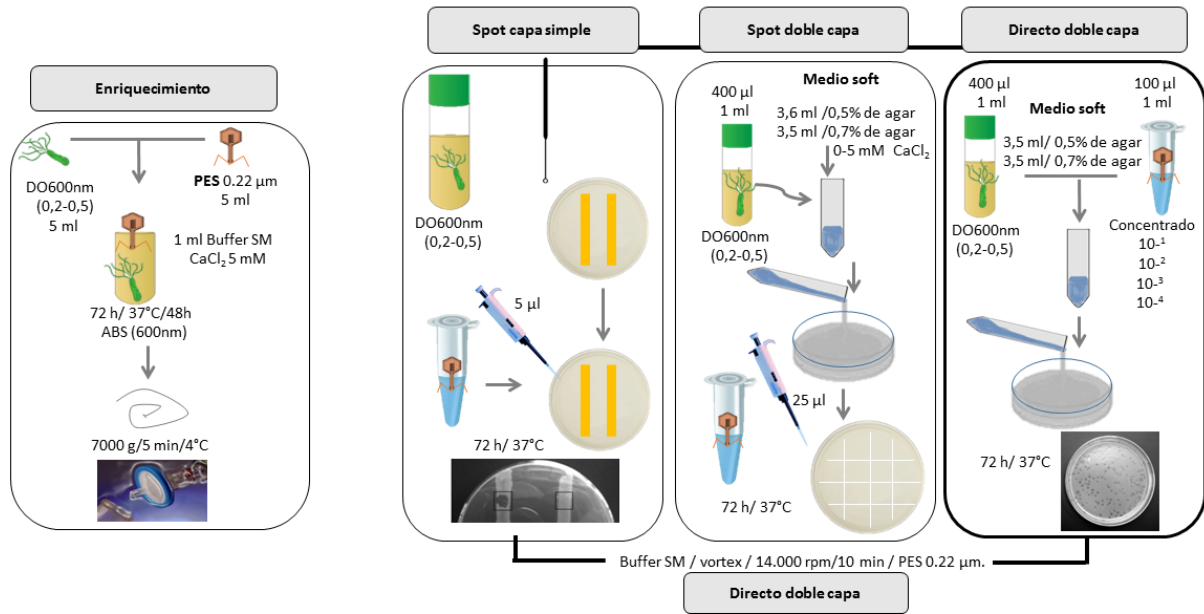 Enriquecimiento
DO600nm
(0,2-0,5)
5 ml
PES 0.22 µm
5 ml
1 ml Buffer SM
CaCl₂ 5 mM
72 h/ 37°C/48h
ABS (600nm)
7000 g/5 min/4°C
Spot capa simple
DO600nm
(0,2-0,5)
5 µl
72 h/ 37°C
Spot doble capa
400 µl
1 ml
Medio soft
3,6 ml /0,5% de agar
3,5 ml/0,7% de agar
0-5 mM CaCl₂
DO600nm
(0,2-0,5)
25 µl
72 h/ 37°C
Directo doble capa
400 µl
1 ml
Medio soft
100 µl
1 ml
3,5 ml/ 0,5% de agar
3,5 ml/ 0,7% de agar
DO600nm
(0,2-0,5)
Concentrado
10-¹
10-²
10-³
10-⁴
72 h/ 37°C
Buffer SM / vortex / 14.000 rpm/10 min / PES 0.22 µm.
Directo doble capa